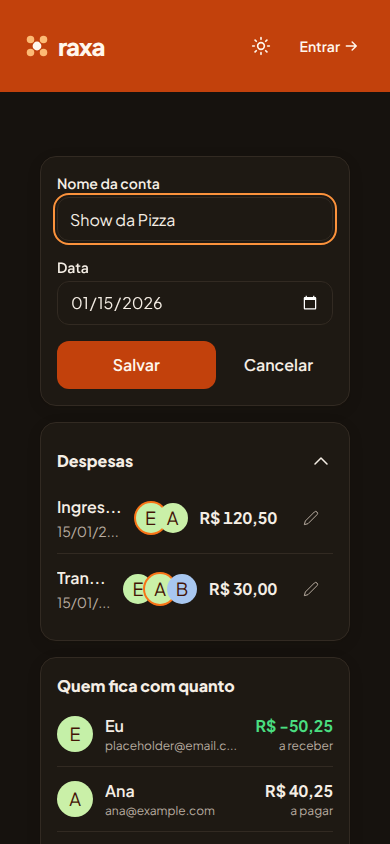 raxa
Entrar →
Nome da conta
Show da Pizza
Data
01/15/2026
Salvar Cancelar
Despesas
Ingres... E A R$ 120,50
15/01/2...
Tran... E A B R$ 30,00
15/01/...
Quem fica com quanto
E Eu R$ -50,25
placeholder@email.c... a receber
A Ana R$ 40,25
ana@example.com a pagar